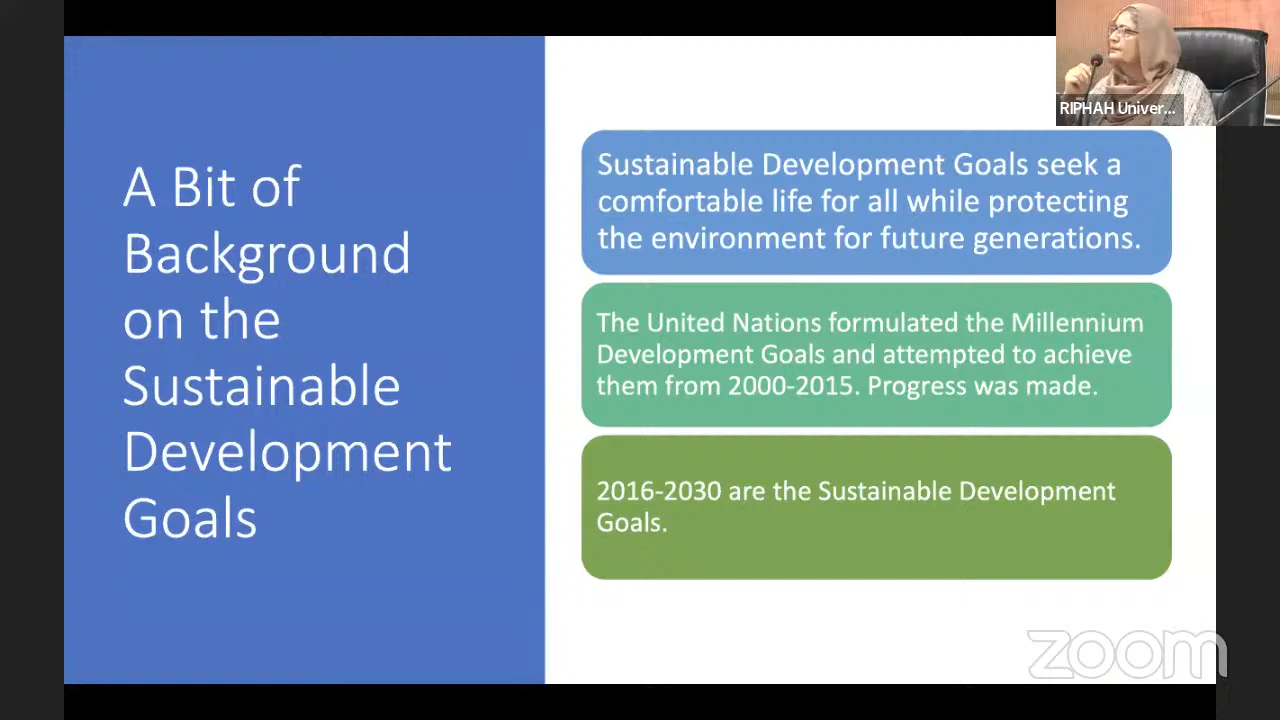 A Bit of
Background
on the
Sustainable
Development
Goals
Sustainable Development Goals seek a
comfortable life for all while protecting
the environment for future generations.
The United Nations formulated the Millennium
Development Goals and attempted to achieve
them from 2000-2015. Progress was made.
2016-2030 are the Sustainable Development
Goals.
RIPHAH Univer...
zoom